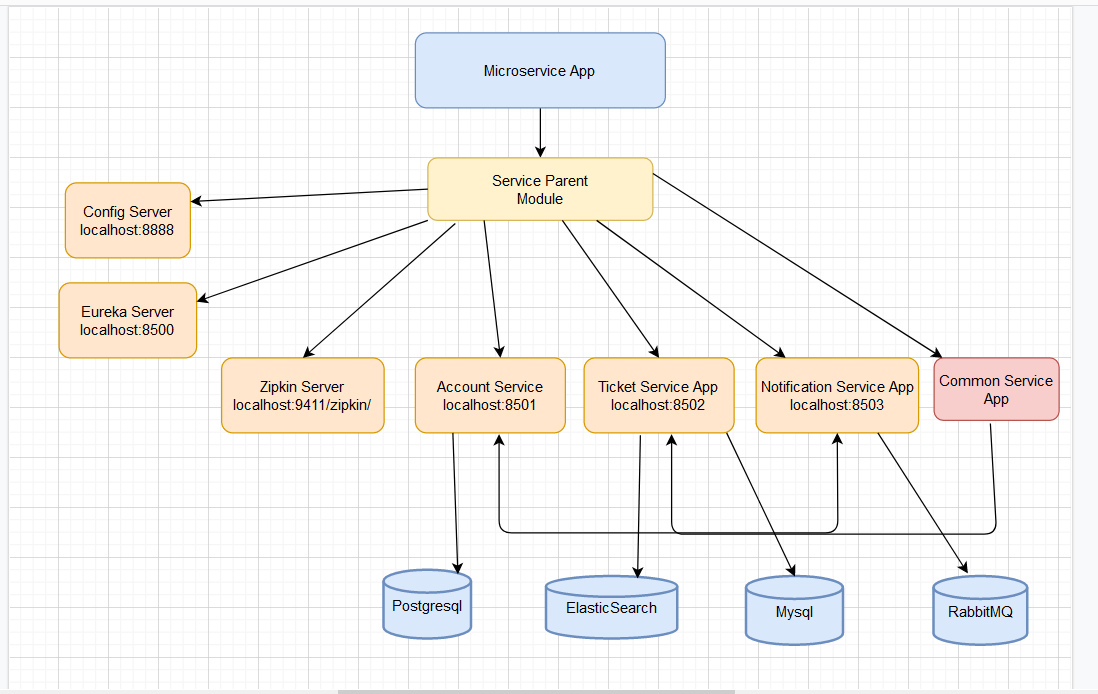 Microservice App
Service Parent
Module
Config Server
localhost:8888
Eureka Server
localhost:8500
Zipkin Server
localhost:9411/zipkin/
Account Service
localhost:8501
Ticket Service App
localhost:8502
Notification Service App
localhost:8503
Common Service
App
Postgresql
ElasticSearch
Mysql
RabbitMQ